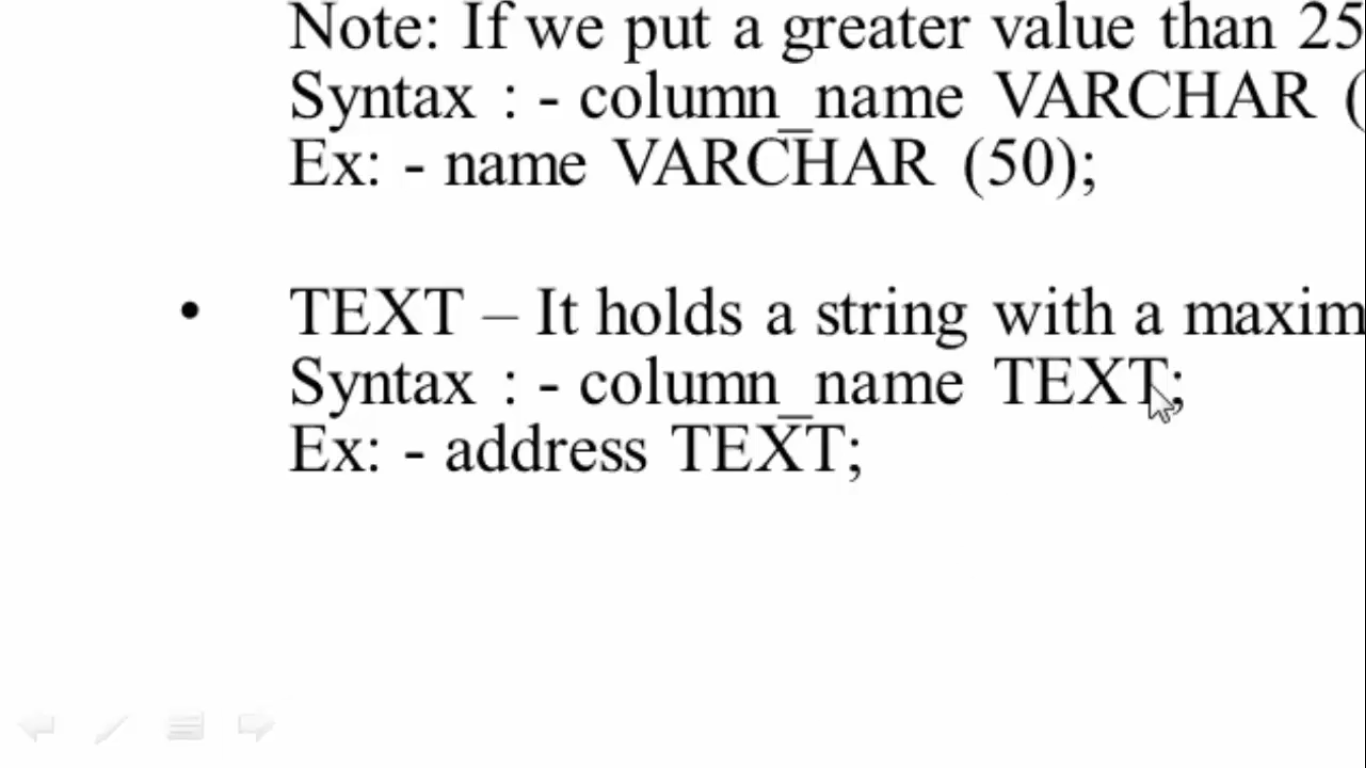 Note: If we put a greater value than 25
Syntax : - column_name VARCHAR (
Ex: - name VARCHAR (50);
• TEXT – It holds a string with a maxim
Syntax : - column_name TEXT;
Ex: - address TEXT;